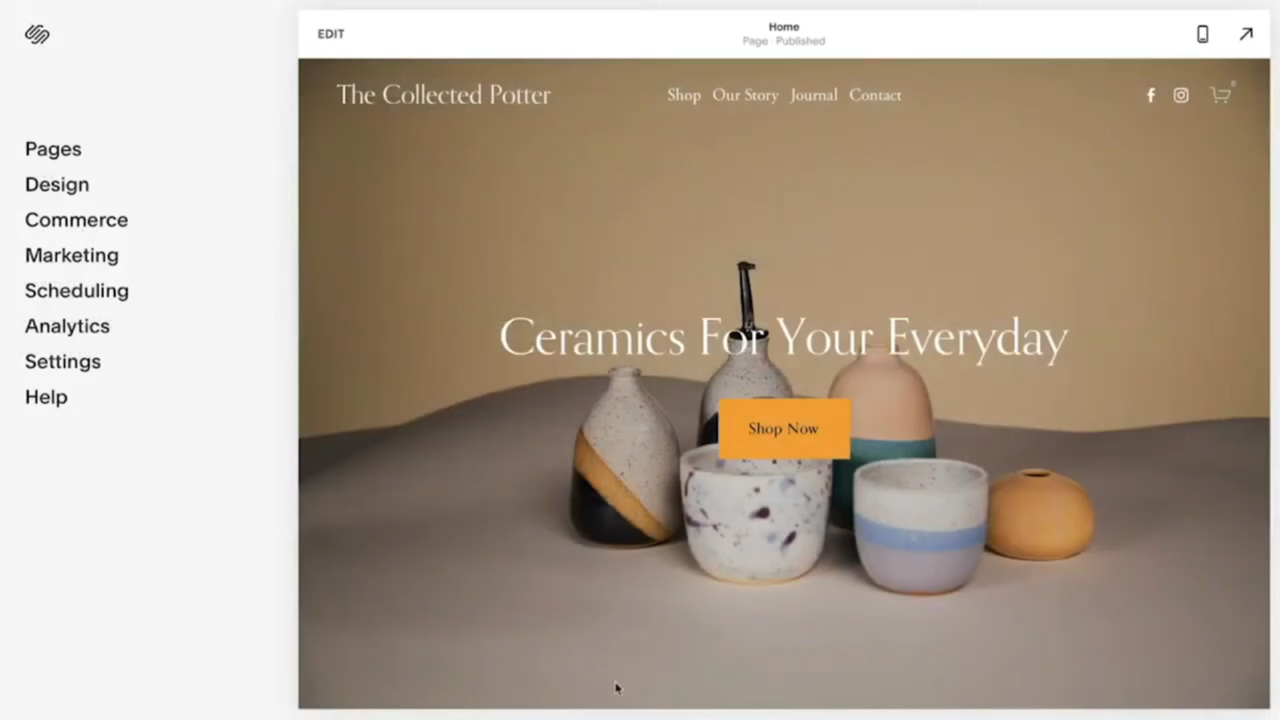 Pages
Design
Commerce
Marketing
Scheduling
Analytics
Settings
Help
EDIT
Home
Page · Published
The Collected Potter
Shop Our Story Journal Contact
0
Ceramics For Your Everyday
Shop Now